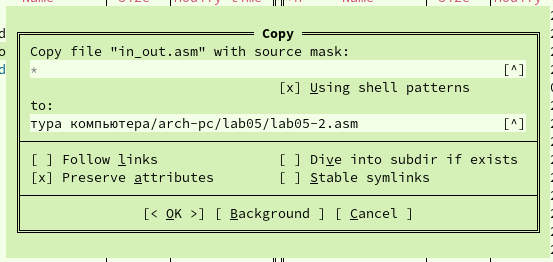 Copy
Copy file "in_out.asm" with source mask:
* [^]
[x] Using shell patterns
to:
тура компьютера/arch-pc/lab05/lab05-2.asm [^]
[ ] Follow links [ ] Dive into subdir if exists
[x] Preserve attributes [ ] Stable symlinks
[< OK >] [ Background ] [ Cancel ]